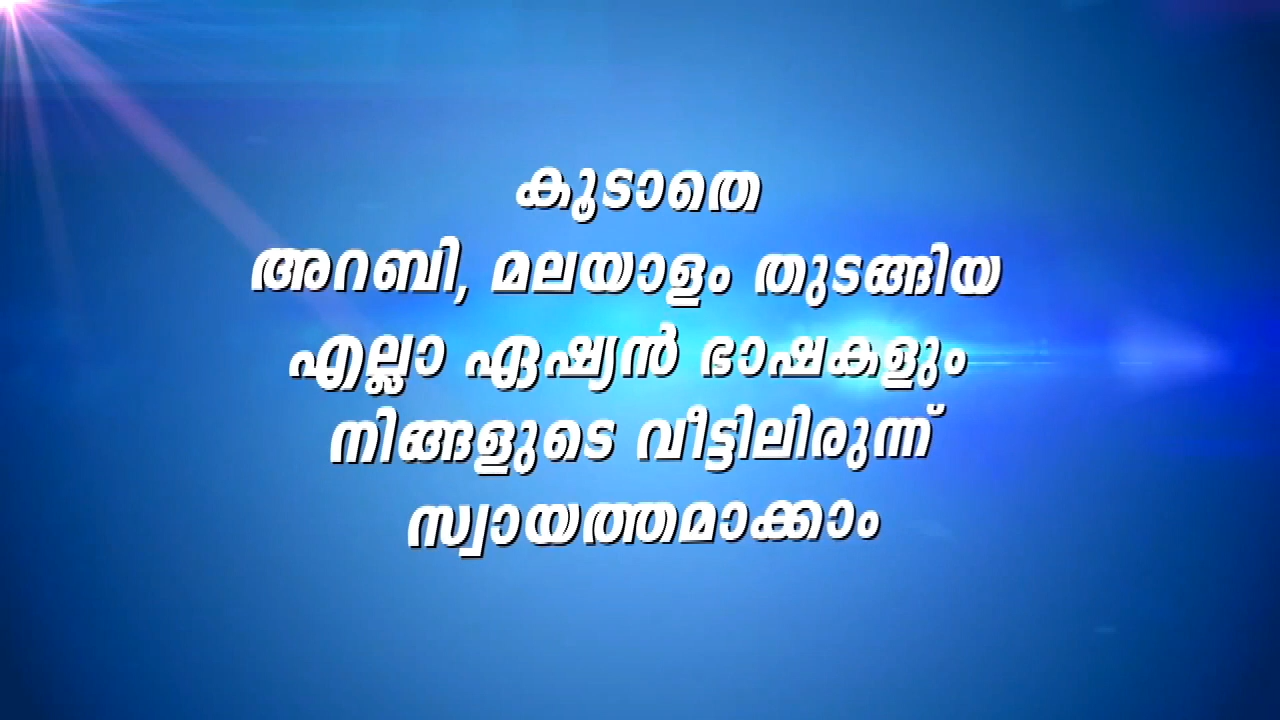 കൂടാതെ
അറബി, മലയാളം തുടങ്ങിയ
എല്ലാ ഏഷ്യൻ ഭാഷകളും
നിങ്ങളുടെ വീട്ടിലിരുന്ന്
സ്വായത്തമാക്കാം